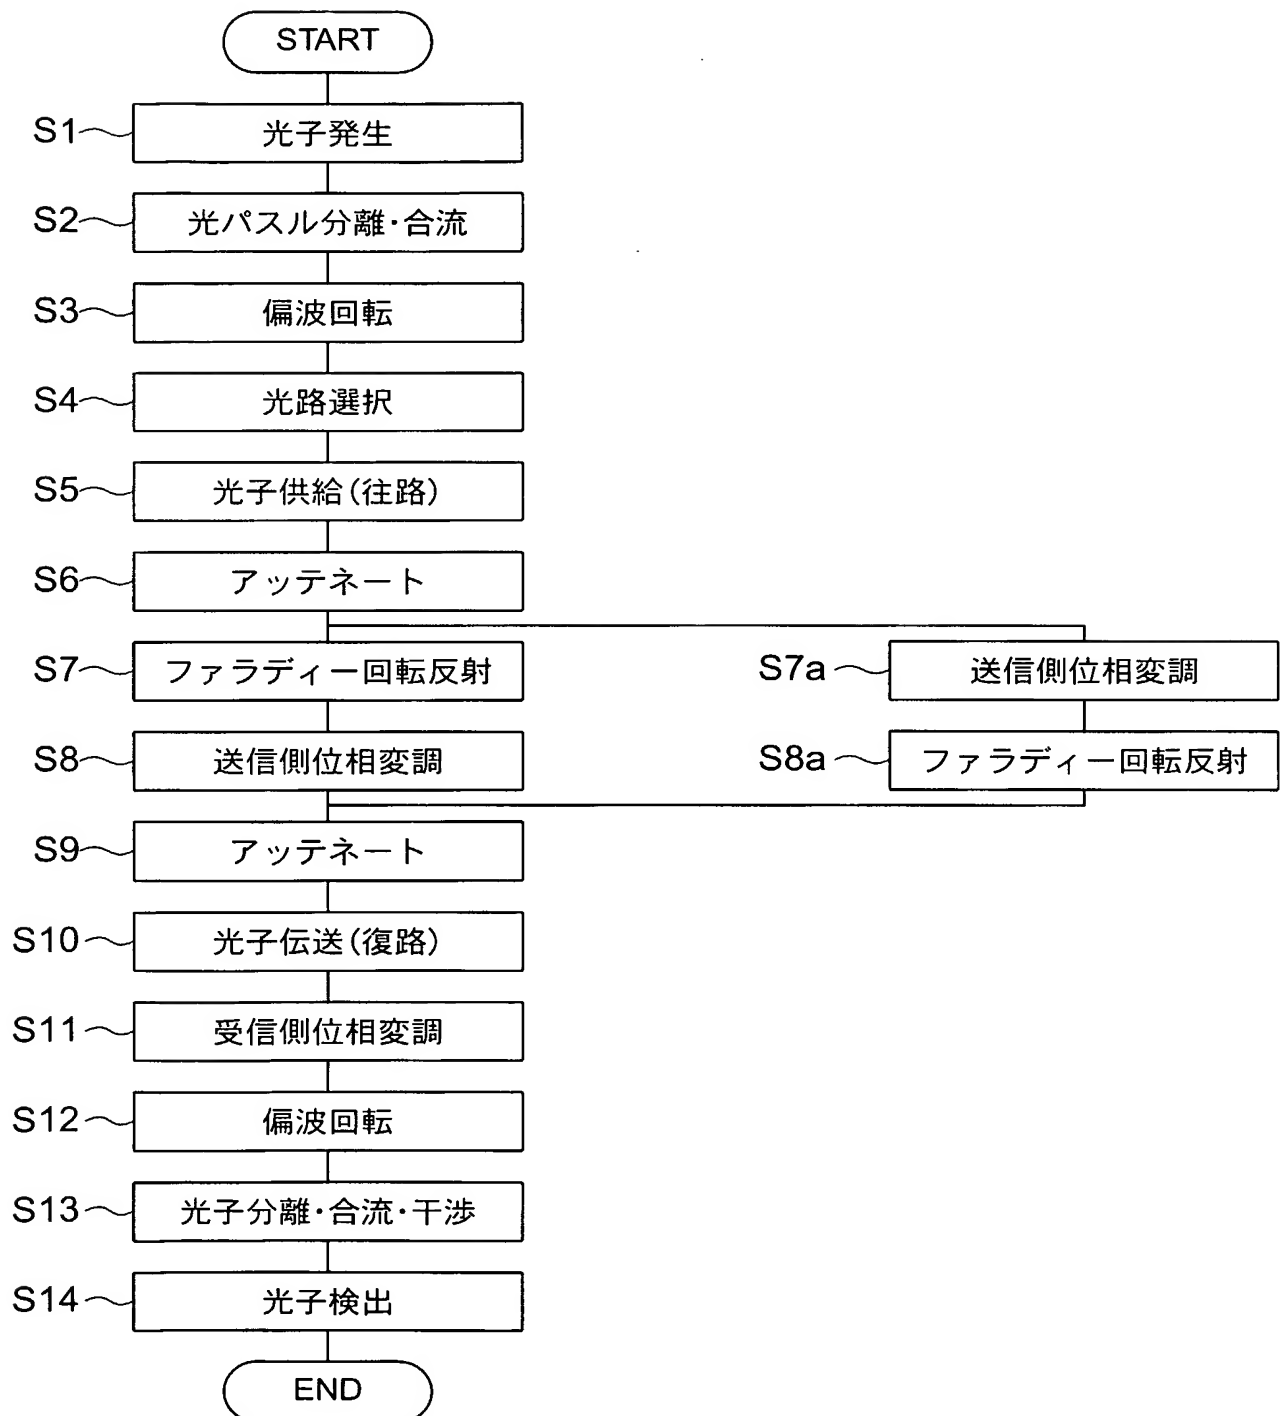 START
S1 光子発生
S2 光パスル分離・合流
S3 偏波回転
S4 光路選択
S5 光子供給(往路)
S6 アッテネート
S7 ファラディー回転反射
S7a 送信側位相変調
S8 送信側位相変調
S8a ファラディー回転反射
S9 アッテネート
S10 光子伝送(復路)
S11 受信側位相変調
S12 偏波回転
S13 光子分離・合流・干渉
S14 光子検出
END